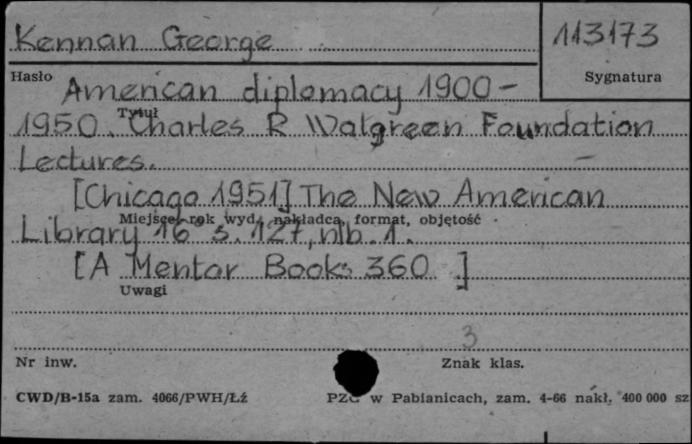 Kennan George
113173
Hasło
Sygnatura
American diplomacy 1900-
Tytuł
1950. Charles R Walgreen Foundation
Lectures.
[Chicago 1951] The New American
Miejsce, rok wyd., nakładca, format, objętość
Library 16 s. 127, nlb. 1.
[A Mentor Books 360 ]
Uwagi
3
Nr inw.
Znak klas.
CWD/B-15a zam. 4066/PWH/Łź
PZG w Pabianicach, zam. 4-66 nakł. 400 000 sz